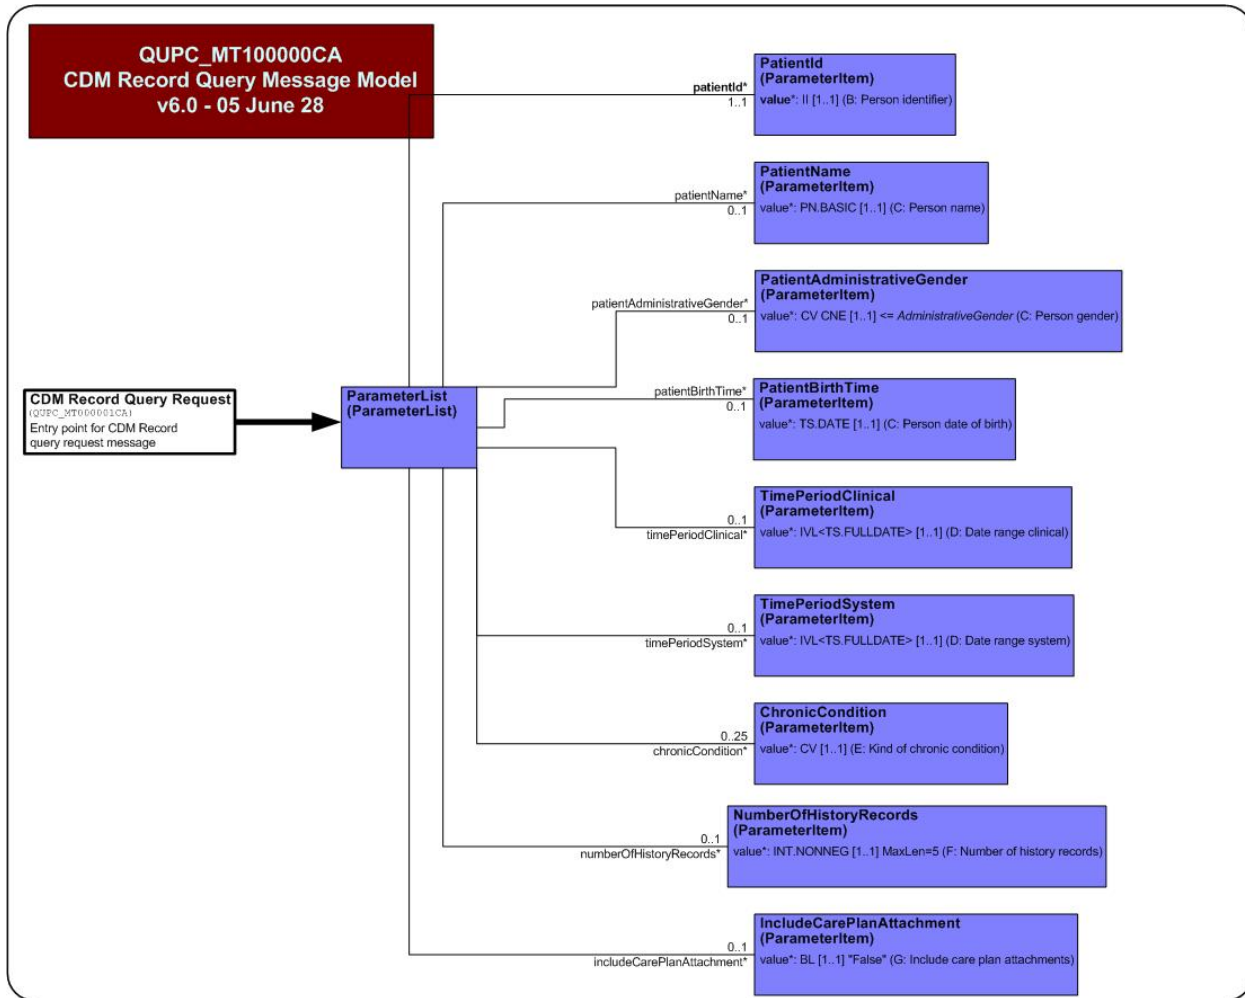 QUPC_MT100000CA
CDM Record Query Message Model
v6.0 - 05 June 28
patientId*
1..1
PatientId
(ParameterItem)
value*: II [1..1] (B: Person identifier)
patientName*
0..1
PatientName
(ParameterItem)
value*: PN.BASIC [1..1] (C: Person name)
patientAdministrativeGender*
0..1
PatientAdministrativeGender
(ParameterItem)
value*: CV CNE [1..1] <= AdministrativeGender (C: Person gender)
CDM Record Query Request
(QUPC_MT000001CA)
Entry point for CDM Record
query request message
ParameterList
(ParameterList)
patientBirthTime*
0..1
PatientBirthTime
(ParameterItem)
value*: TS.DATE [1..1] (C: Person date of birth)
0..1
timePeriodClinical*
TimePeriodClinical
(ParameterItem)
value*: IVL<TS.FULLDATE> [1..1] (D: Date range clinical)
0..1
timePeriodSystem*
TimePeriodSystem
(ParameterItem)
value*: IVL<TS.FULLDATE> [1..1] (D: Date range system)
0..25
chronicCondition*
ChronicCondition
(ParameterItem)
value*: CV [1..1] (E: Kind of chronic condition)
0..1
numberOfHistoryRecords*
NumberOfHistoryRecords
(ParameterItem)
value*: INT.NONNEG [1..1] MaxLen=5 (F: Number of history records)
0..1
includeCarePlanAttachment*
IncludeCarePlanAttachment
(ParameterItem)
value*: BL [1..1] "False" (G: Include care plan attachments)